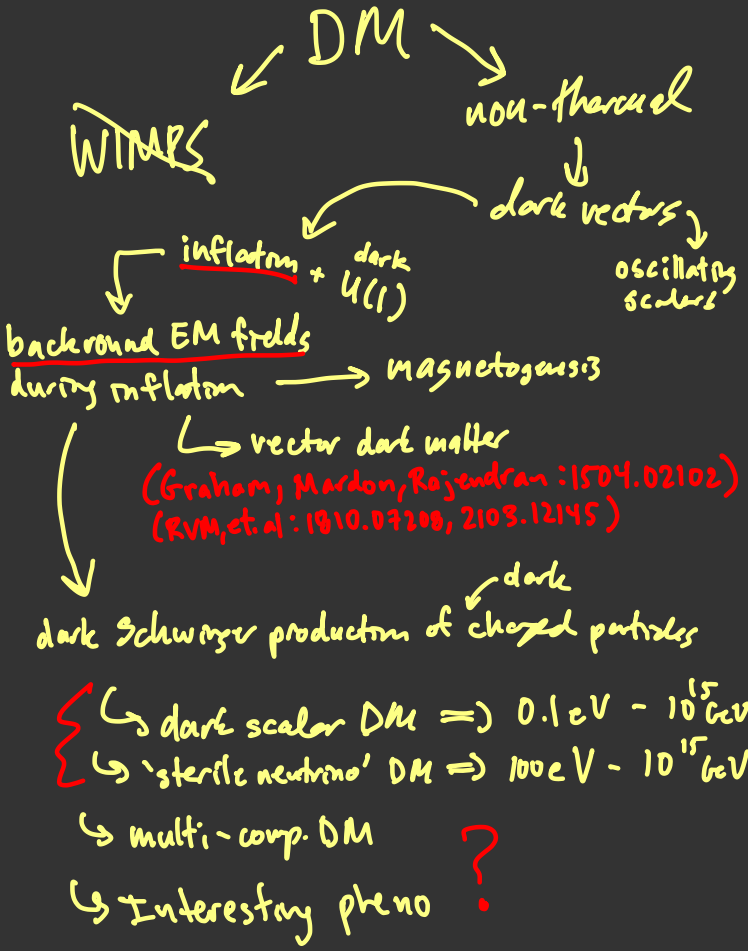 DM
WIMPS
non-thermal
dark vectors
oscillating
scalars
inflaton + dark U(1)
backround EM fields
during inflation → magnetogensis
vector dark matter
(Graham, Mardon, Rajendran : 1504.02102)
(RVM, et. al : 1810.07208, 2103.12145)
dark
dark Schwinger production of charged particles
dark scalar DM ⇒ 0.1 eV - 10^15 GeV
'sterile neutrino' DM ⇒ 100 eV - 10^15 GeV
multi-comp. DM
Interesting pheno ?